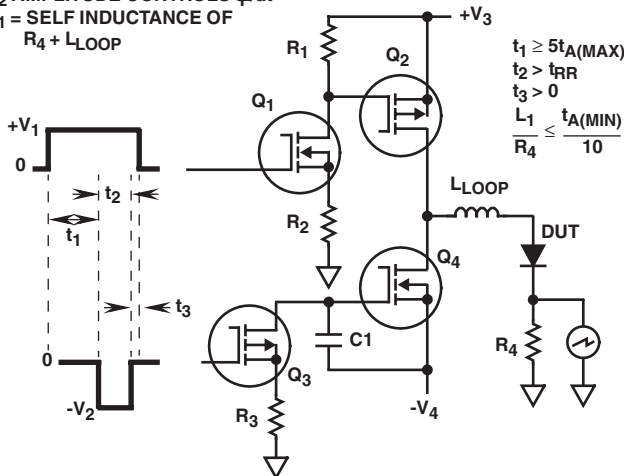 AMPLITUDE CONTROLS
1 = SELF INDUCTANCE OF
R4 + LLOOP
+V3
R1
Q2
t1 ≥ 5tA(MAX)
t2 > tRR
t3 > 0
L1/R4 ≤ tA(MIN)/10
Q1
+V1
0
t2
t1
R2
LLOOP
DUT
Q4
t3
0
C1
R4
Q3
-V2
R3
-V4